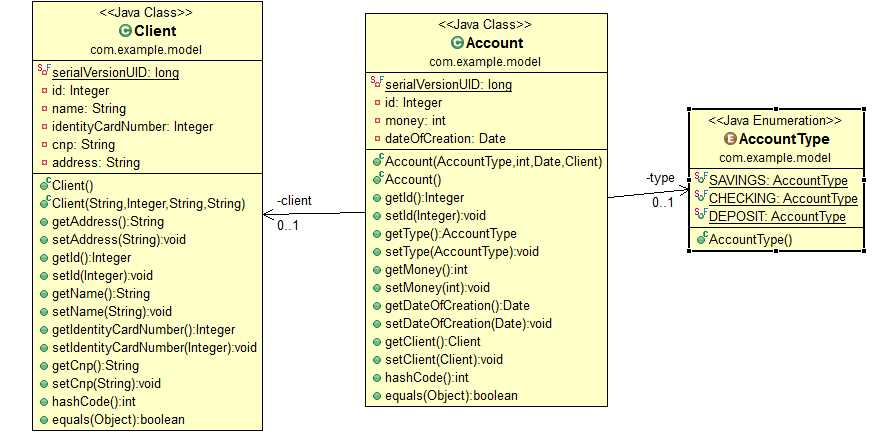 <<Java Class>>
Client
com.example.model
serialVersionUID: long
id: Integer
name: String
identityCardNumber: Integer
cnp: String
address: String
Client()
Client(String,Integer,String,String)
getAddress():String
setAddress(String):void
getId():Integer
setId(Integer):void
getName():String
setName(String):void
getIdentityCardNumber():Integer
setIdentityCardNumber(Integer):void
getCnp():String
setCnp(String):void
hashCode():int
equals(Object):boolean
-client
0..1
<<Java Class>>
Account
com.example.model
serialVersionUID: long
id: Integer
money: int
dateOfCreation: Date
Account(AccountType,int,Date,Client)
Account()
getId():Integer
setId(Integer):void
getType():AccountType
setType(AccountType):void
getMoney():int
setMoney(int):void
getDateOfCreation():Date
setDateOfCreation(Date):void
getClient():Client
setClient(Client):void
hashCode():int
equals(Object):boolean
-type
0..1
<<Java Enumeration>>
AccountType
com.example.model
SAVINGS: AccountType
CHECKING: AccountType
DEPOSIT: AccountType
AccountType()